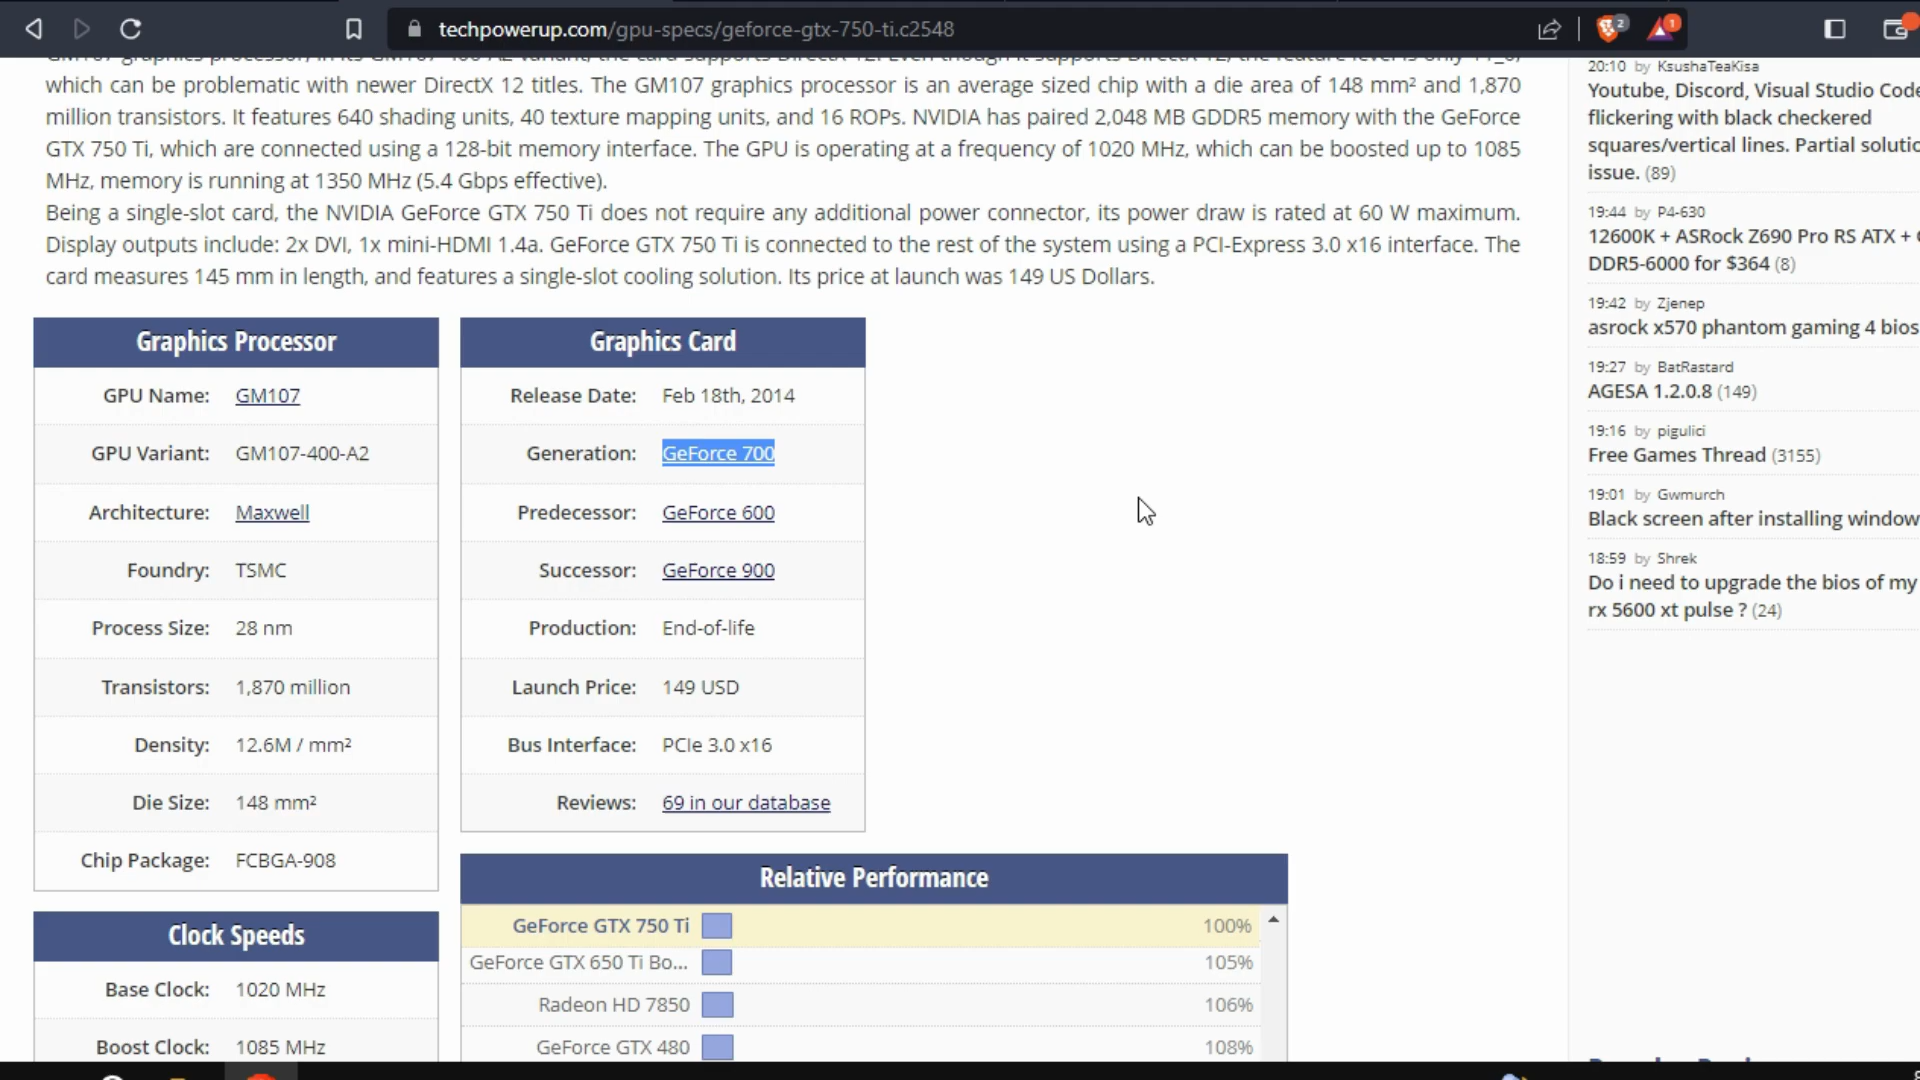 techpowerup.com/gpu-specs/geforce-gtx-750-ti.c2548
2
1
which can be problematic with newer DirectX 12 titles. The GM107 graphics processor is an average sized chip with a die area of 148 mm² and 1,870
million transistors. It features 640 shading units, 40 texture mapping units, and 16 ROPs. NVIDIA has paired 2,048 MB GDDR5 memory with the GeForce
GTX 750 Ti, which are connected using a 128-bit memory interface. The GPU is operating at a frequency of 1020 MHz, which can be boosted up to 1085
MHz, memory is running at 1350 MHz (5.4 Gbps effective).
Being a single-slot card, the NVIDIA GeForce GTX 750 Ti does not require any additional power connector, its power draw is rated at 60 W maximum.
Display outputs include: 2x DVI, 1x mini-HDMI 1.4a. GeForce GTX 750 Ti is connected to the rest of the system using a PCI-Express 3.0 x16 interface. The
card measures 145 mm in length, and features a single-slot cooling solution. Its price at launch was 149 US Dollars.
Graphics Processor
GPU Name: GM107
GPU Variant: GM107-400-A2
Architecture: Maxwell
Foundry: TSMC
Process Size: 28 nm
Transistors: 1,870 million
Density: 12.6M / mm²
Die Size: 148 mm²
Chip Package: FCBGA-908
Graphics Card
Release Date: Feb 18th, 2014
Generation: GeForce 700
Predecessor: GeForce 600
Successor: GeForce 900
Production: End-of-life
Launch Price: 149 USD
Bus Interface: PCIe 3.0 x16
Reviews: 69 in our database
Clock Speeds
Base Clock: 1020 MHz
Boost Clock: 1085 MHz
Relative Performance
GeForce GTX 750 Ti 100%
GeForce GTX 650 Ti Bo... 105%
Radeon HD 7850 106%
GeForce GTX 480 108%
20:10 by KsushaTeaKisa
Youtube, Discord, Visual Studio Code
flickering with black checkered
squares/vertical lines. Partial solutio
issue. (89)
19:44 by P4-630
12600K + ASRock Z690 Pro RS ATX +
DDR5-6000 for $364 (8)
19:42 by Zjenep
asrock x570 phantom gaming 4 bios
19:27 by BatRastard
AGESA 1.2.0.8 (149)
19:16 by pigulici
Free Games Thread (3155)
19:01 by Gwmurch
Black screen after installing window
18:59 by Shrek
Do i need to upgrade the bios of my
rx 5600 xt pulse ? (24)